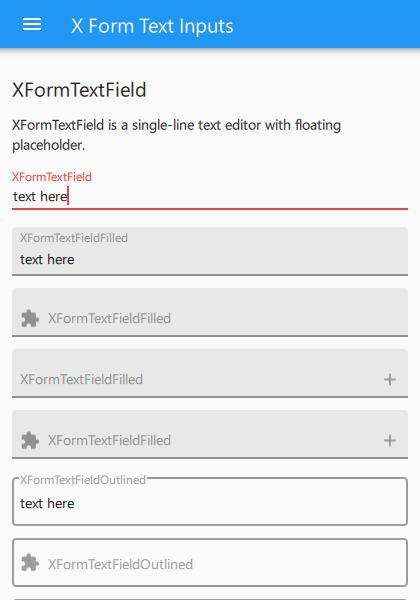 X Form Text Inputs
XFormTextField
XFormTextField is a single-line text editor with floating
placeholder.
XFormTextField
text here
XFormTextFieldFilled
text here
XFormTextFieldFilled
XFormTextFieldFilled
XFormTextFieldFilled
XFormTextFieldOutlined
text here
XFormTextFieldOutlined